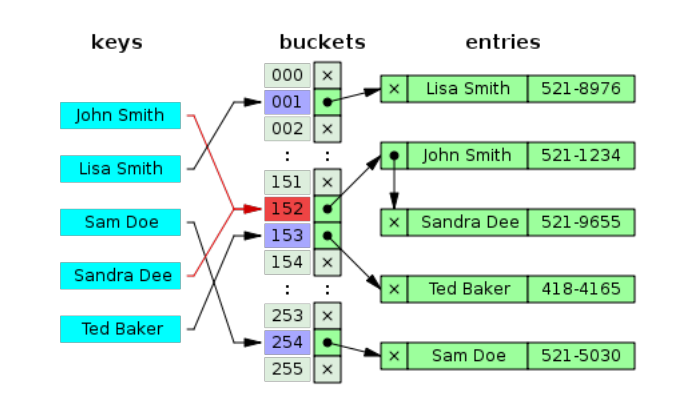 keys
buckets
entries
John Smith
Lisa Smith
Sam Doe
Sandra Dee
Ted Baker
000 ×
001
002 ×
: :
151 ×
152
153
154 ×
: :
253 ×
254
255 ×
× Lisa Smith 521-8976
John Smith 521-1234
× Sandra Dee 521-9655
× Ted Baker 418-4165
× Sam Doe 521-5030